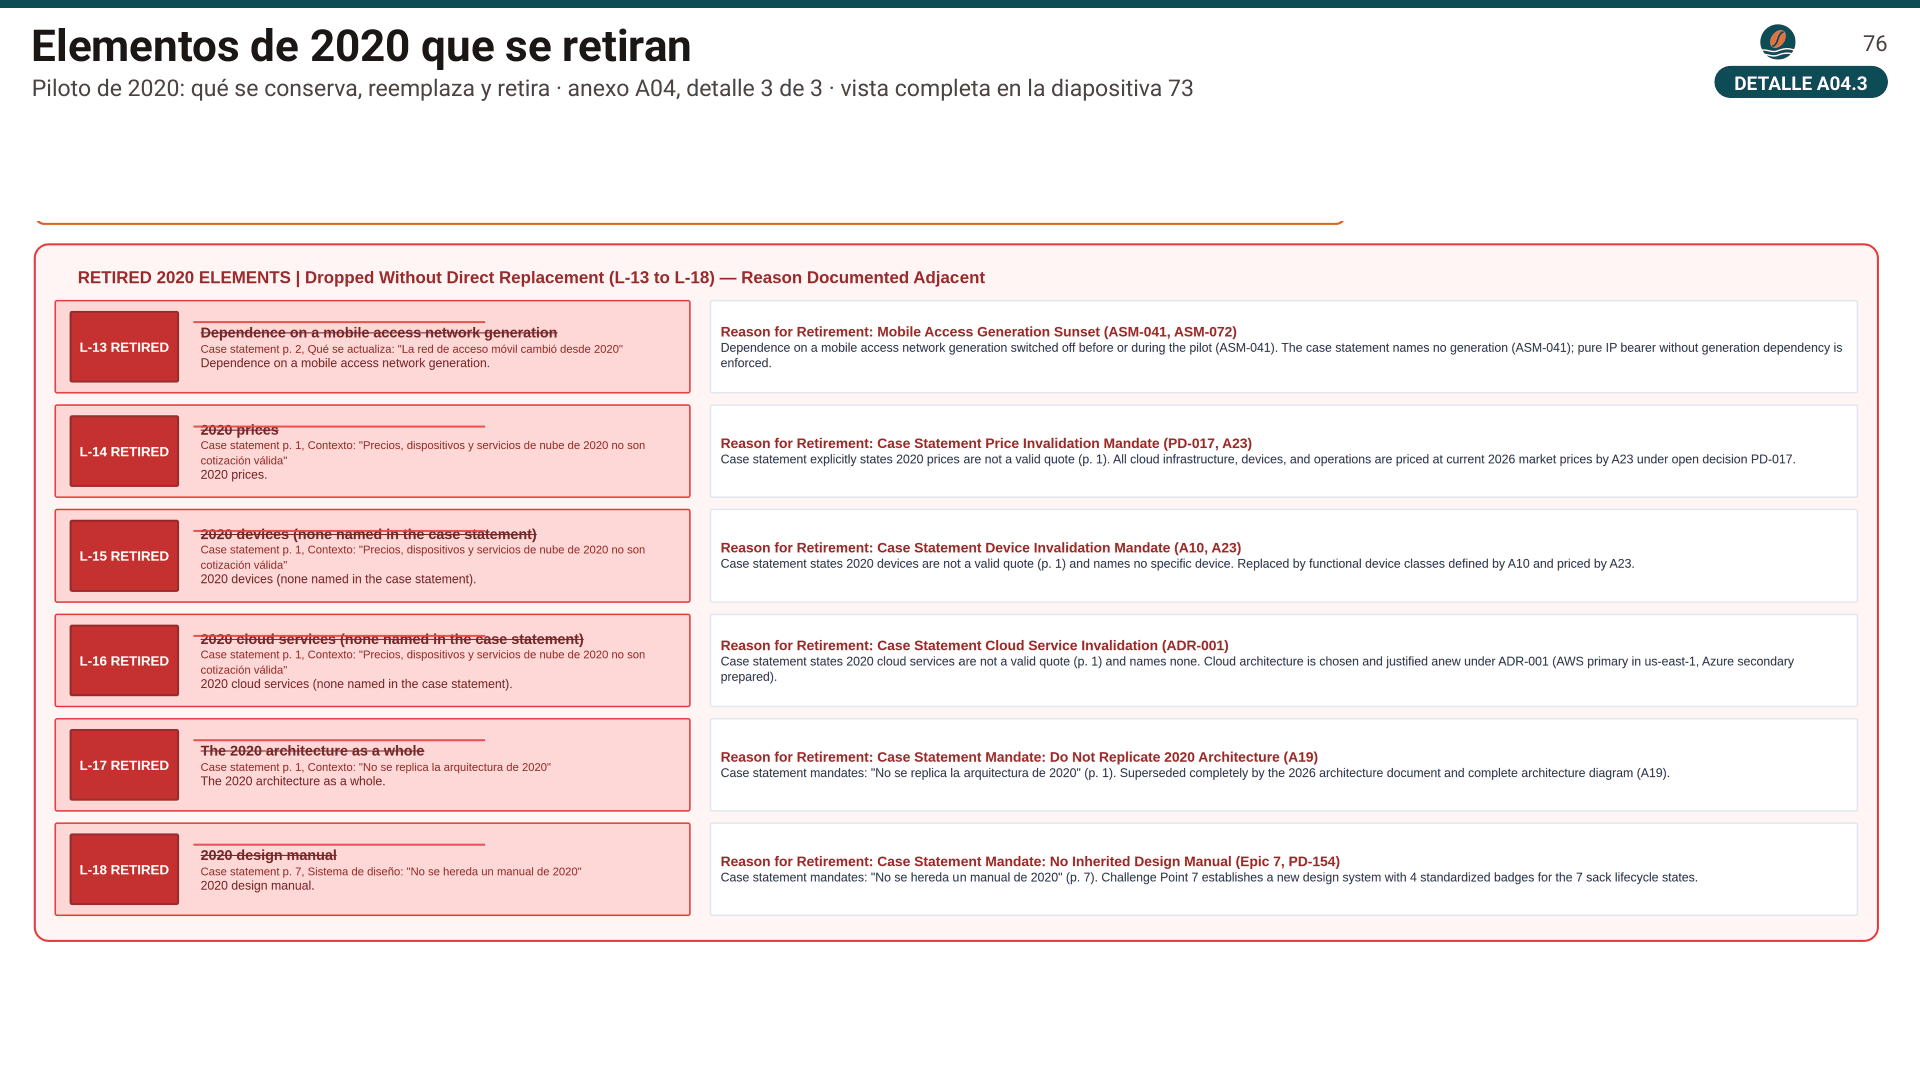 Elementos de 2020 que se retiran
76
Piloto de 2020: qué se conserva, reemplaza y retira · anexo A04, detalle 3 de 3 · vista completa en la diapositiva 73
DETALLE A04.3
RETIRED 2020 ELEMENTS | Dropped Without Direct Replacement (L-13 to L-18) — Reason Documented Adjacent
L-13 RETIRED
Dependence on a mobile access network generation
Case statement p. 2, Qué se actualiza: "La red de acceso móvil cambió desde 2020"
Dependence on a mobile access network generation.
Reason for Retirement: Mobile Access Generation Sunset (ASM-041, ASM-072)
Dependence on a mobile access network generation switched off before or during the pilot (ASM-041). The case statement names no generation (ASM-041); pure IP bearer without generation dependency is
enforced.
L-14 RETIRED
2020 prices
Case statement p. 1, Contexto: "Precios, dispositivos y servicios de nube de 2020 no son
cotización válida"
2020 prices.
Reason for Retirement: Case Statement Price Invalidation Mandate (PD-017, A23)
Case statement explicitly states 2020 prices are not a valid quote (p. 1). All cloud infrastructure, devices, and operations are priced at current 2026 market prices by A23 under open decision PD-017.
L-15 RETIRED
2020 devices (none named in the case statement)
Case statement p. 1, Contexto: "Precios, dispositivos y servicios de nube de 2020 no son
cotización válida"
2020 devices (none named in the case statement).
Reason for Retirement: Case Statement Device Invalidation Mandate (A10, A23)
Case statement states 2020 devices are not a valid quote (p. 1) and names no specific device. Replaced by functional device classes defined by A10 and priced by A23.
L-16 RETIRED
2020 cloud services (none named in the case statement)
Case statement p. 1, Contexto: "Precios, dispositivos y servicios de nube de 2020 no son
cotización válida"
2020 cloud services (none named in the case statement).
Reason for Retirement: Case Statement Cloud Service Invalidation (ADR-001)
Case statement states 2020 cloud services are not a valid quote (p. 1) and names none. Cloud architecture is chosen and justified anew under ADR-001 (AWS primary in us-east-1, Azure secondary
prepared).
L-17 RETIRED
The 2020 architecture as a whole
Case statement p. 1, Contexto: "No se replica la arquitectura de 2020"
The 2020 architecture as a whole.
Reason for Retirement: Case Statement Mandate: Do Not Replicate 2020 Architecture (A19)
Case statement mandates: "No se replica la arquitectura de 2020" (p. 1). Superseded completely by the 2026 architecture document and complete architecture diagram (A19).
L-18 RETIRED
2020 design manual
Case statement p. 7, Sistema de diseño: "No se hereda un manual de 2020"
2020 design manual.
Reason for Retirement: Case Statement Mandate: No Inherited Design Manual (Epic 7, PD-154)
Case statement mandates: "No se hereda un manual de 2020" (p. 7). Challenge Point 7 establishes a new design system with 4 standardized badges for the 7 sack lifecycle states.